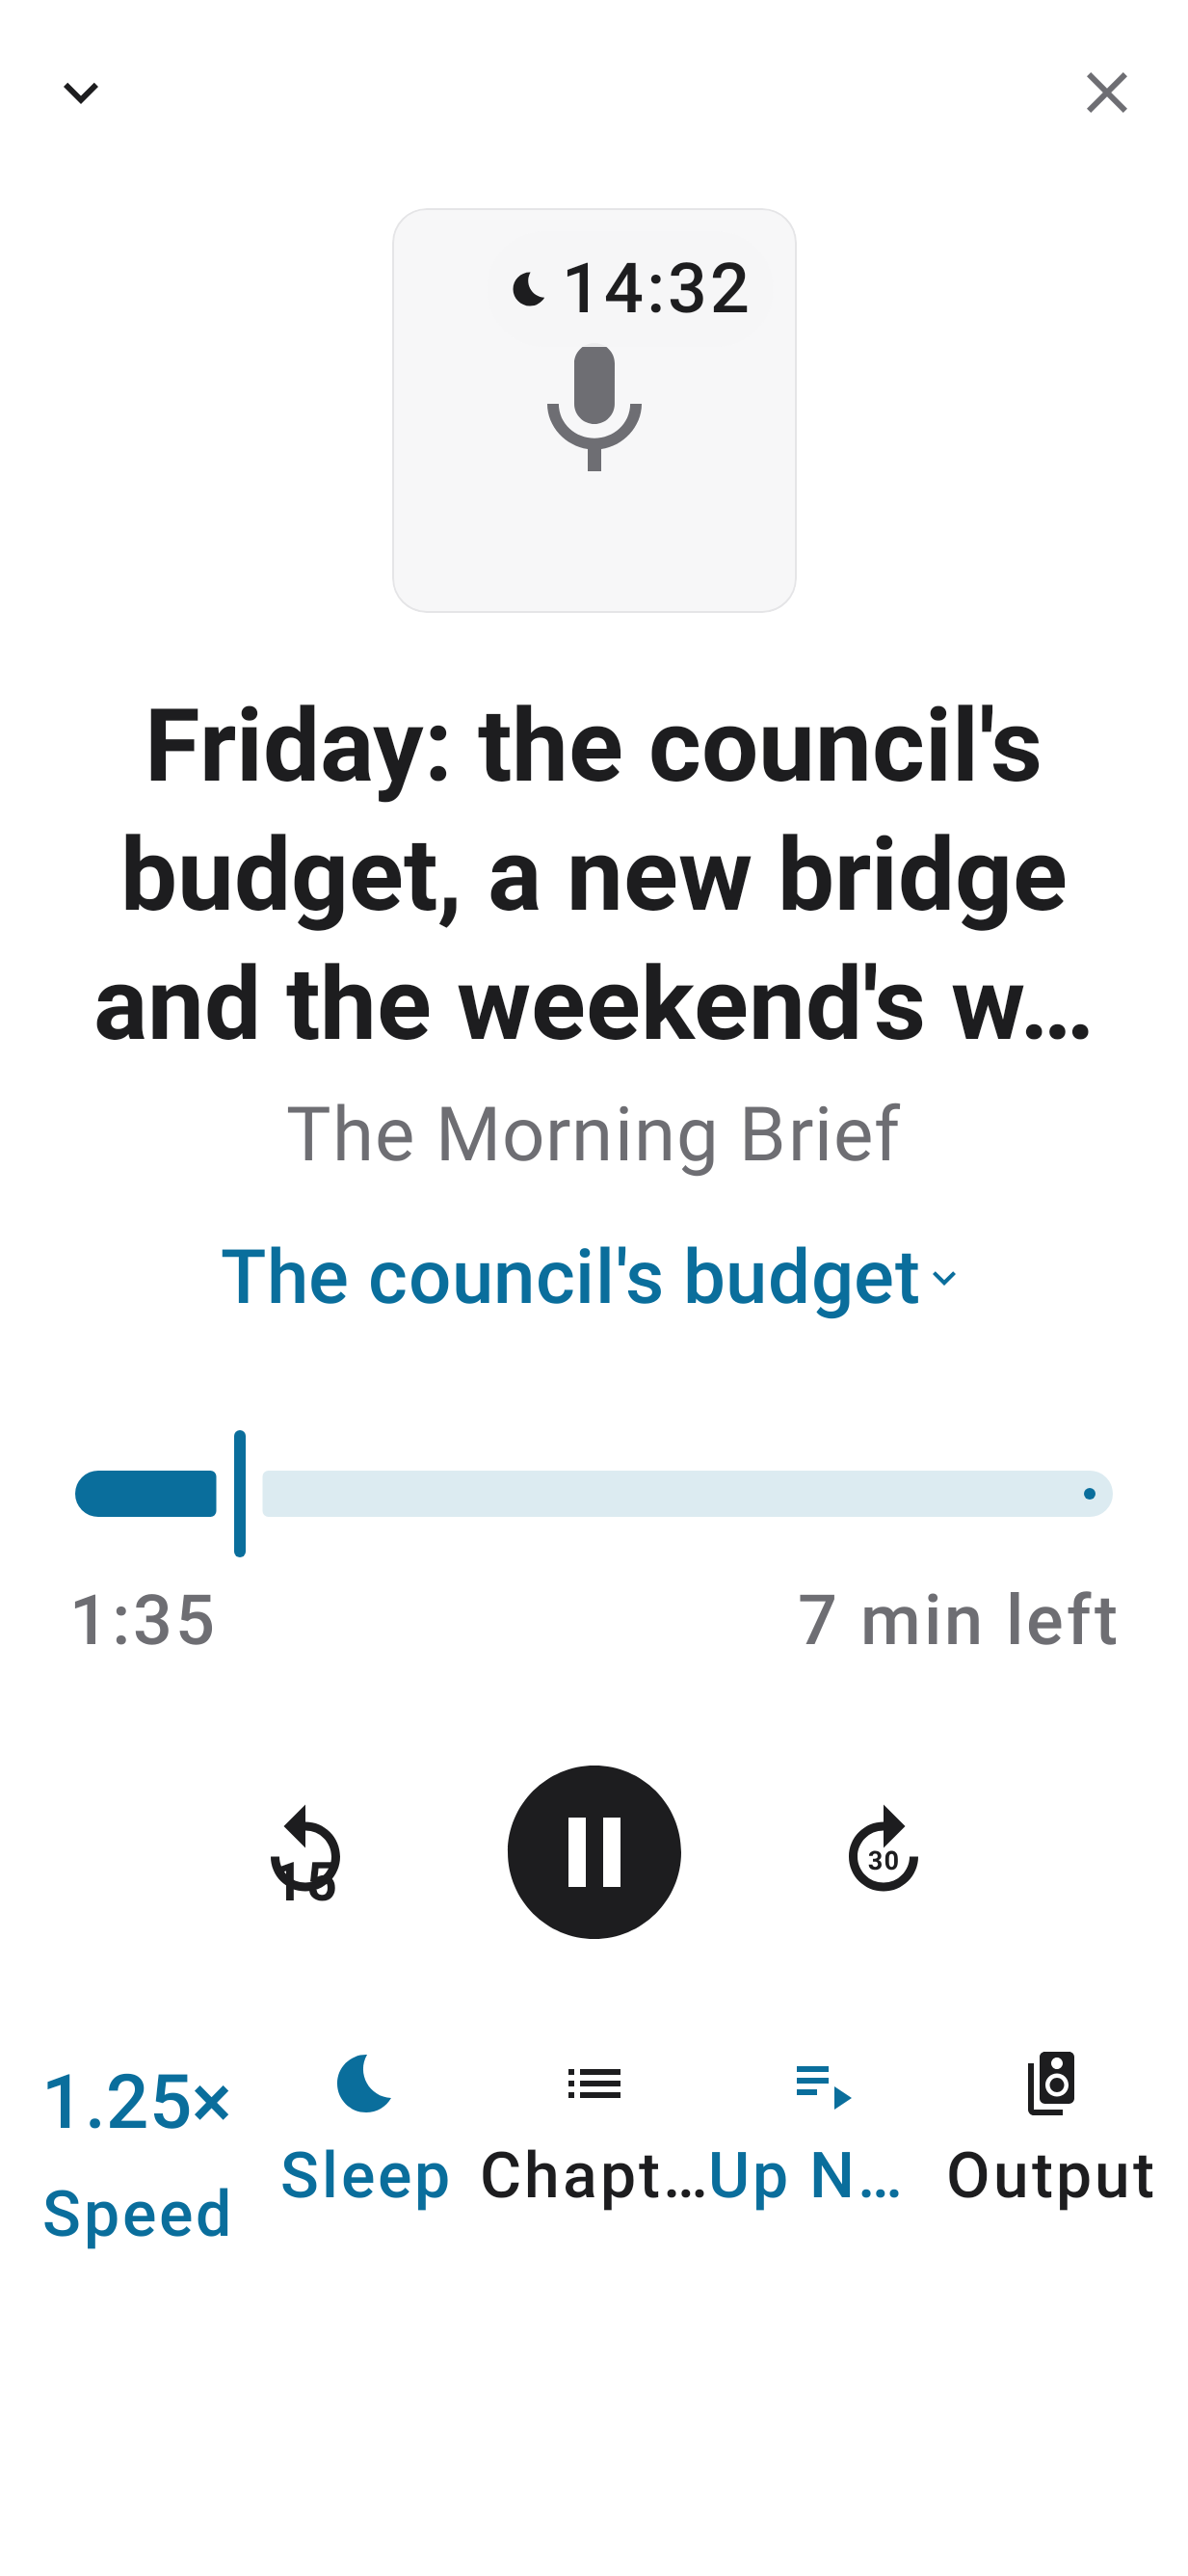 14:32
Friday: the council's
budget, a new bridge
and the weekend's w…
The Morning Brief
The council's budget
1:35
7 min left
15
30
1.25×
Speed
Sleep
Chapt…
Up N…
Output